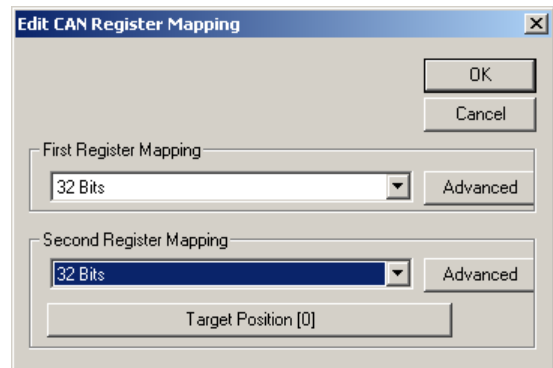 Edit CAN Register Mapping
OK
Cancel
First Register Mapping
32 Bits
Advanced
Second Register Mapping
32 Bits
Advanced
Target Position [0]